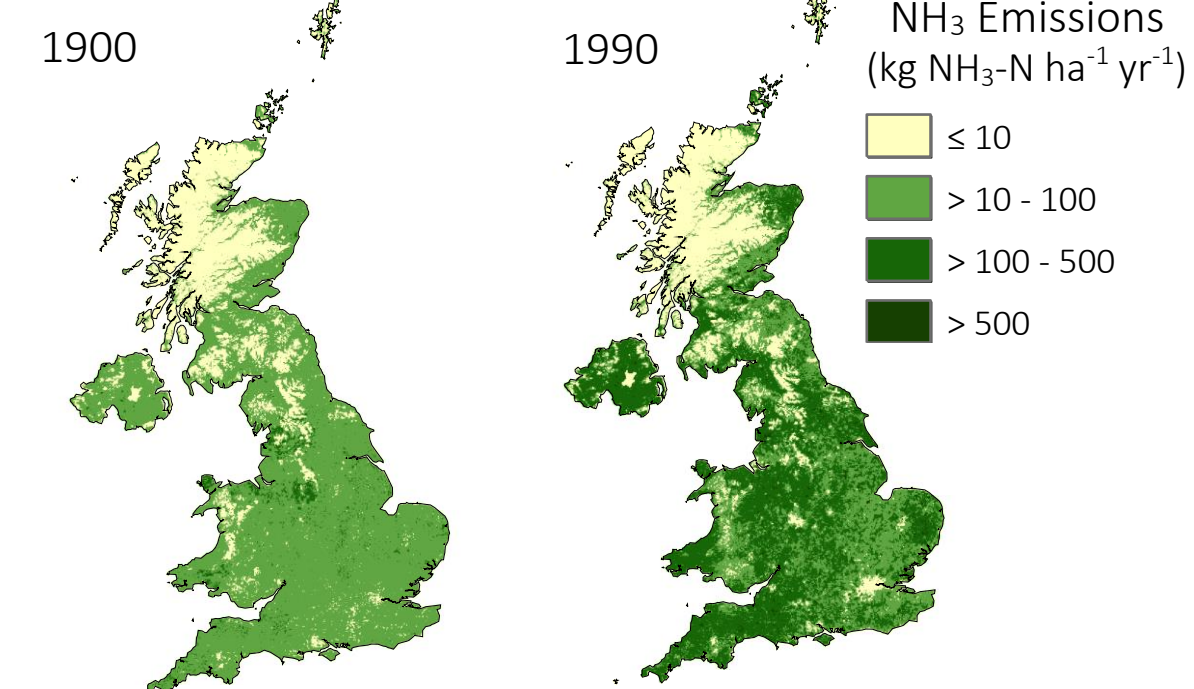 1900
1990
NH₃ Emissions
(kg NH₃-N ha⁻¹ yr⁻¹)
≤ 10
> 10 - 100
> 100 - 500
> 500